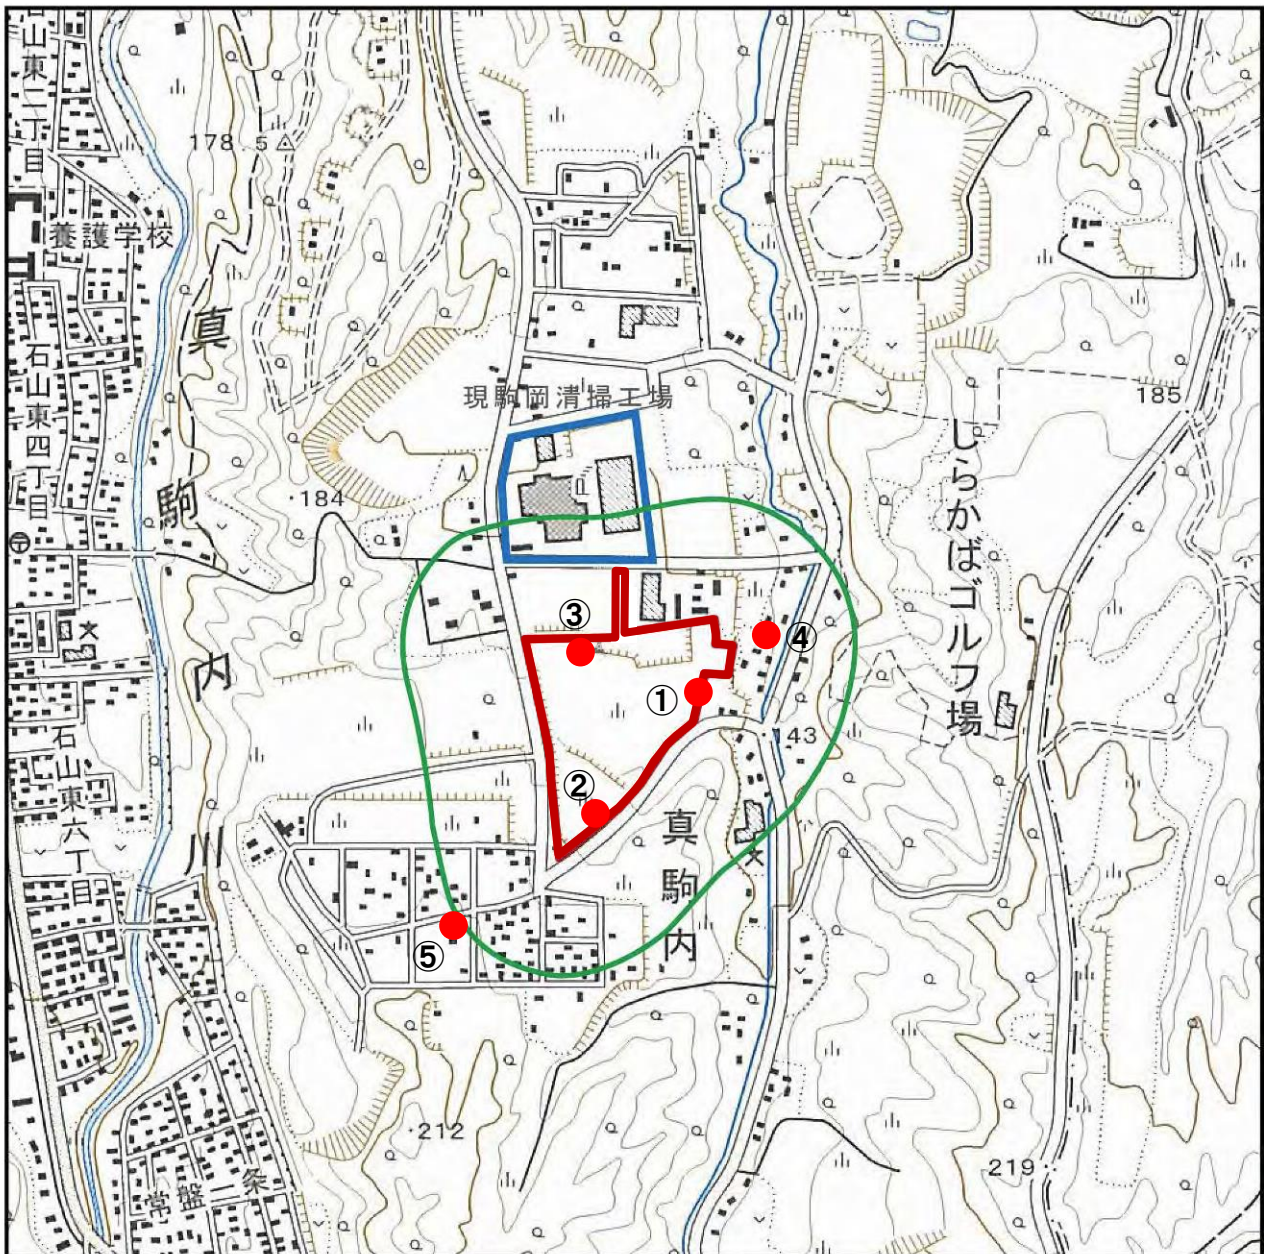 山東二丁目
178.5
養護学校
真駒内川
石山東四丁目
現駒岡清掃工場
185
・184
しらかばゴルフ場
③
④
①
43
②
真駒内
石山東六丁目
⑤
・212
常盤一条
219